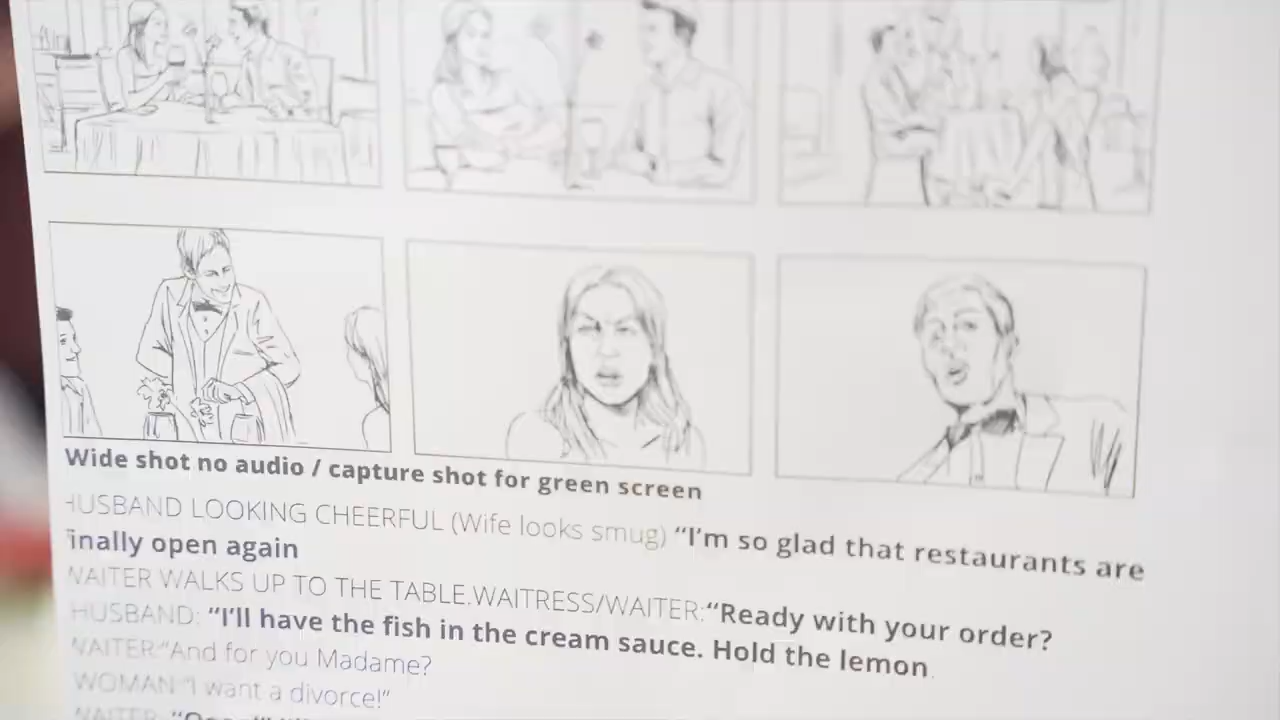 Wide shot no audio / capture shot for green screen
HUSBAND LOOKING CHEERFUL (Wife looks smug) “I’m so glad that restaurants are
inally open again
WAITER WALKS UP TO THE TABLE.WAITRESS/WAITER:“Ready with your order?
HUSBAND: “I’ll have the fish in the cream sauce. Hold the lemon.
WAITER:“And for you Madame?
WOMAN:“I want a divorce!”
WAITER: